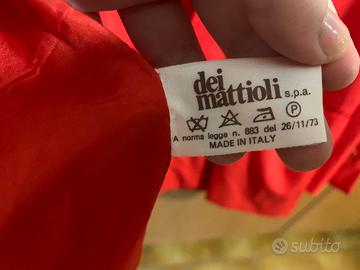 dei
mattioli s.p.a.
P
A norma legge n. 883 del 26/11/73
MADE IN ITALY
subito